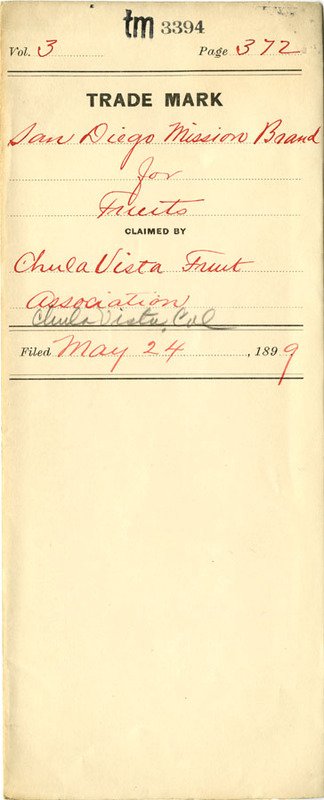 tm 3394
Vol. 3 Page 372
TRADE MARK
San Diego Mission Brand
for
Fruits
CLAIMED BY
Chula Vista Fruit
Association
Chula Vista, Cal
Filed May 24, 1899